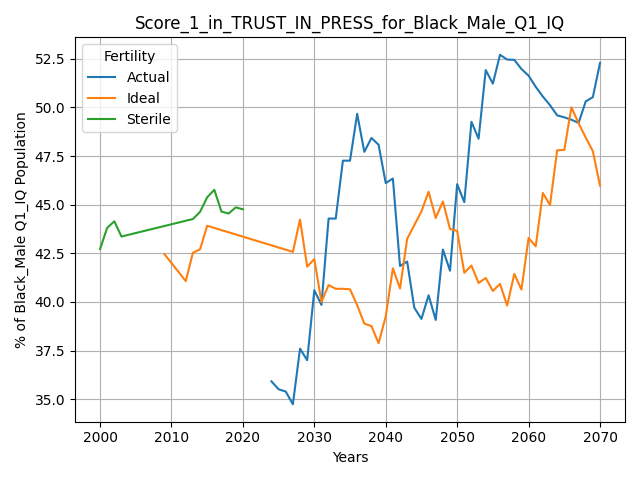 Score_1_in_TRUST_IN_PRESS_for_Black_Male_Q1_IQ
Fertility
Actual
Ideal
Sterile
% of Black_Male Q1_IQ Population
52.5
50.0
47.5
45.0
42.5
40.0
37.5
35.0
2000 2010 2020 2030 2040 2050 2060 2070
Years